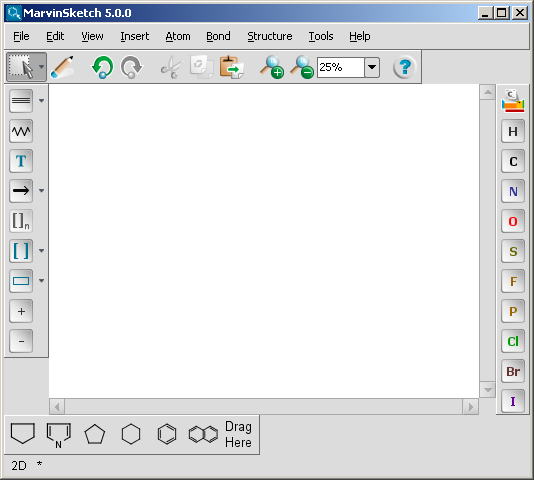 MarvinSketch 5.0.0
File Edit View Insert Atom Bond Structure Tools Help
25% ?
C
H
T C
N
[ ]n O
[ ] S
F
+ P
- Cl
Br
I
N Drag
Here
2D *